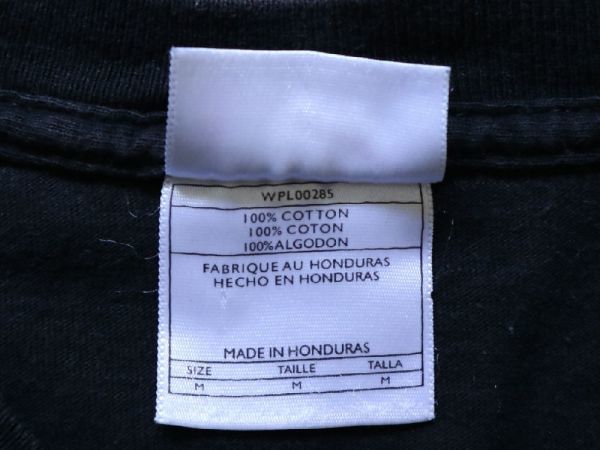 WPL00285
100% COTTON
100% COTON
100%ALGODON
FABRIQUE AU HONDURAS
HECHO EN HONDURAS
MADE IN HONDURAS
SIZE TAILLE TALLA
M M M